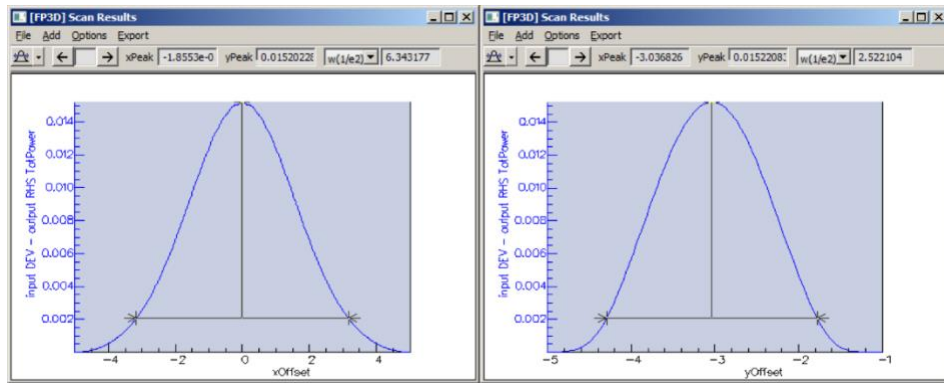 [FP3D] Scan Results
File Add Options Export
xPeak -1.8553e-0 yPeak 0.01520228 w(1/e2) 6.343177
0.014
0.012
0.010
0.008
0.006
0.004
0.002
input DEV - output RHS TotPower
-4 -2 0 2 4
xOffset
[FP3D] Scan Results
File Add Options Export
xPeak -3.036826 yPeak 0.01522083 w(1/e2) 2.522104
0.014
0.012
0.010
0.008
0.006
0.004
0.002
input DEV - output RHS TotPower
-5 -4 -3 -2 -1
yOffset